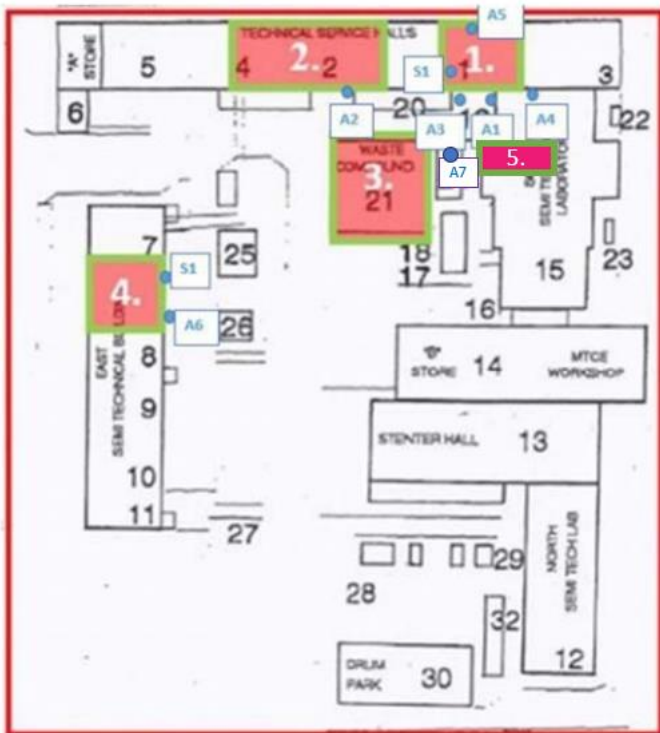 A5
TECHNICAL SERVICE HALLS
"A"
STORE
5
4
2.
2
S1
1
1.
3
6
A2
20
A3
A1
A4
22
WASTE
COMPOUND
3.
21
A7
5.
SEMI TECH
LABORATORY
7
25
18
17
15
23
4.
S1
A6
26
16
EAST
SEMI TECHNICAL BUILDING
8
9
10
11
STORE
14
MTCE
WORKSHOP
STENTER HALL
13
27
28
29
NORTH
SEMI TECH LAB
32
DRUM
PARK
30
12